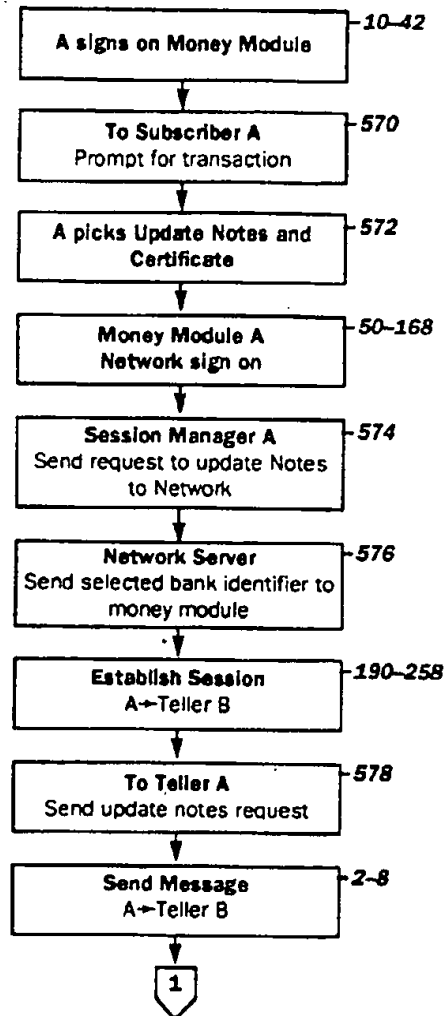 A signs on Money Module
10–42
To Subscriber A
Prompt for transaction
570
A picks Update Notes and
Certificate
572
Money Module A
Network sign on
50–168
Session Manager A
Send request to update Notes
to Network
574
Network Server
Send selected bank identifier to
money module
576
Establish Session
A→Teller B
190–258
To Teller A
Send update notes request
578
Send Message
A→Teller B
2–8
1